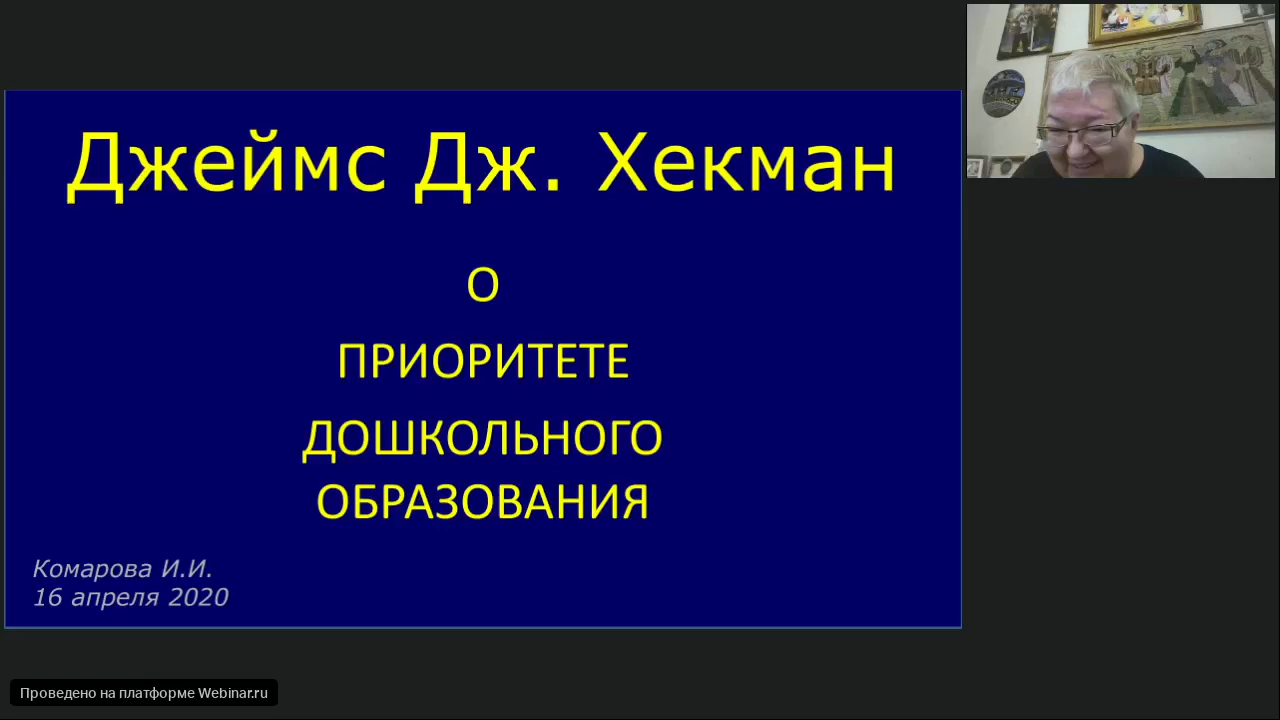 Джеймс Дж. Хекман
О
ПРИОРИТЕТЕ
ДОШКОЛЬНОГО
ОБРАЗОВАНИЯ
Комарова И.И.
16 апреля 2020
Проведено на платформе Webinar.ru